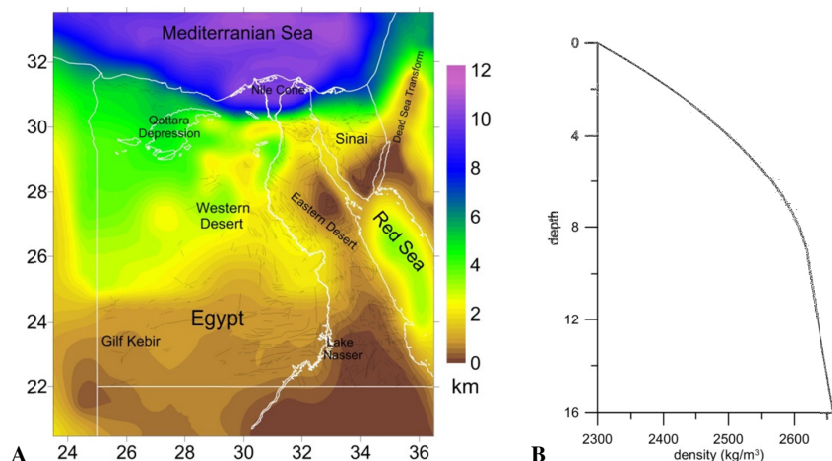 Mediterranean Sea
Nile Cone
Dead Sea Transform
Qattara
Depression
Sinai
Western
Desert
Eastern Desert
Red Sea
Egypt
Gilf Kebir
Lake
Nasser
32
30
28
26
24
22
24 26 28 30 32 34 36
12
10
8
6
4
2
0
km
A
0
4
8
12
16
depth
2300 2400 2500 2600
density (kg/m³)
B